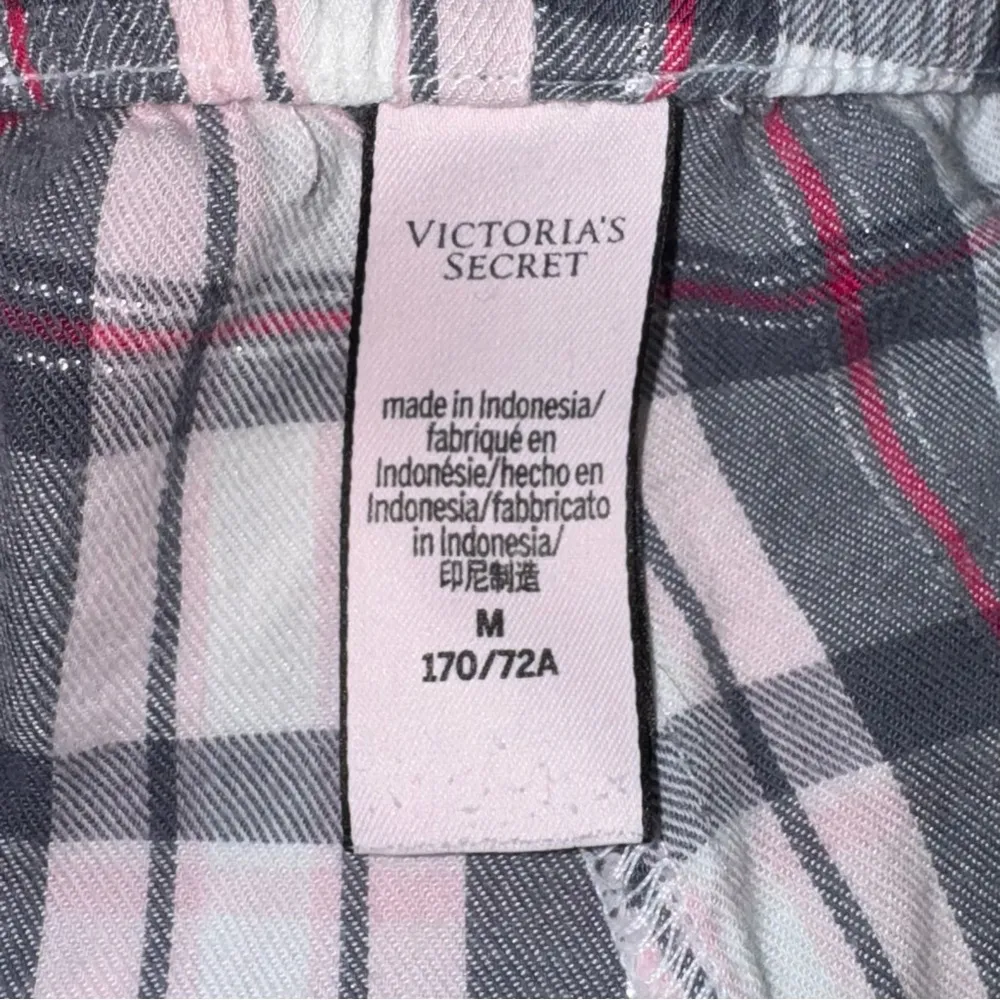 VICTORIA'S
SECRET
made in Indonesia/
fabriqué en
Indonésie/hecho en
Indonesia/fabbricato
in Indonesia/
印尼制造
M
170/72A